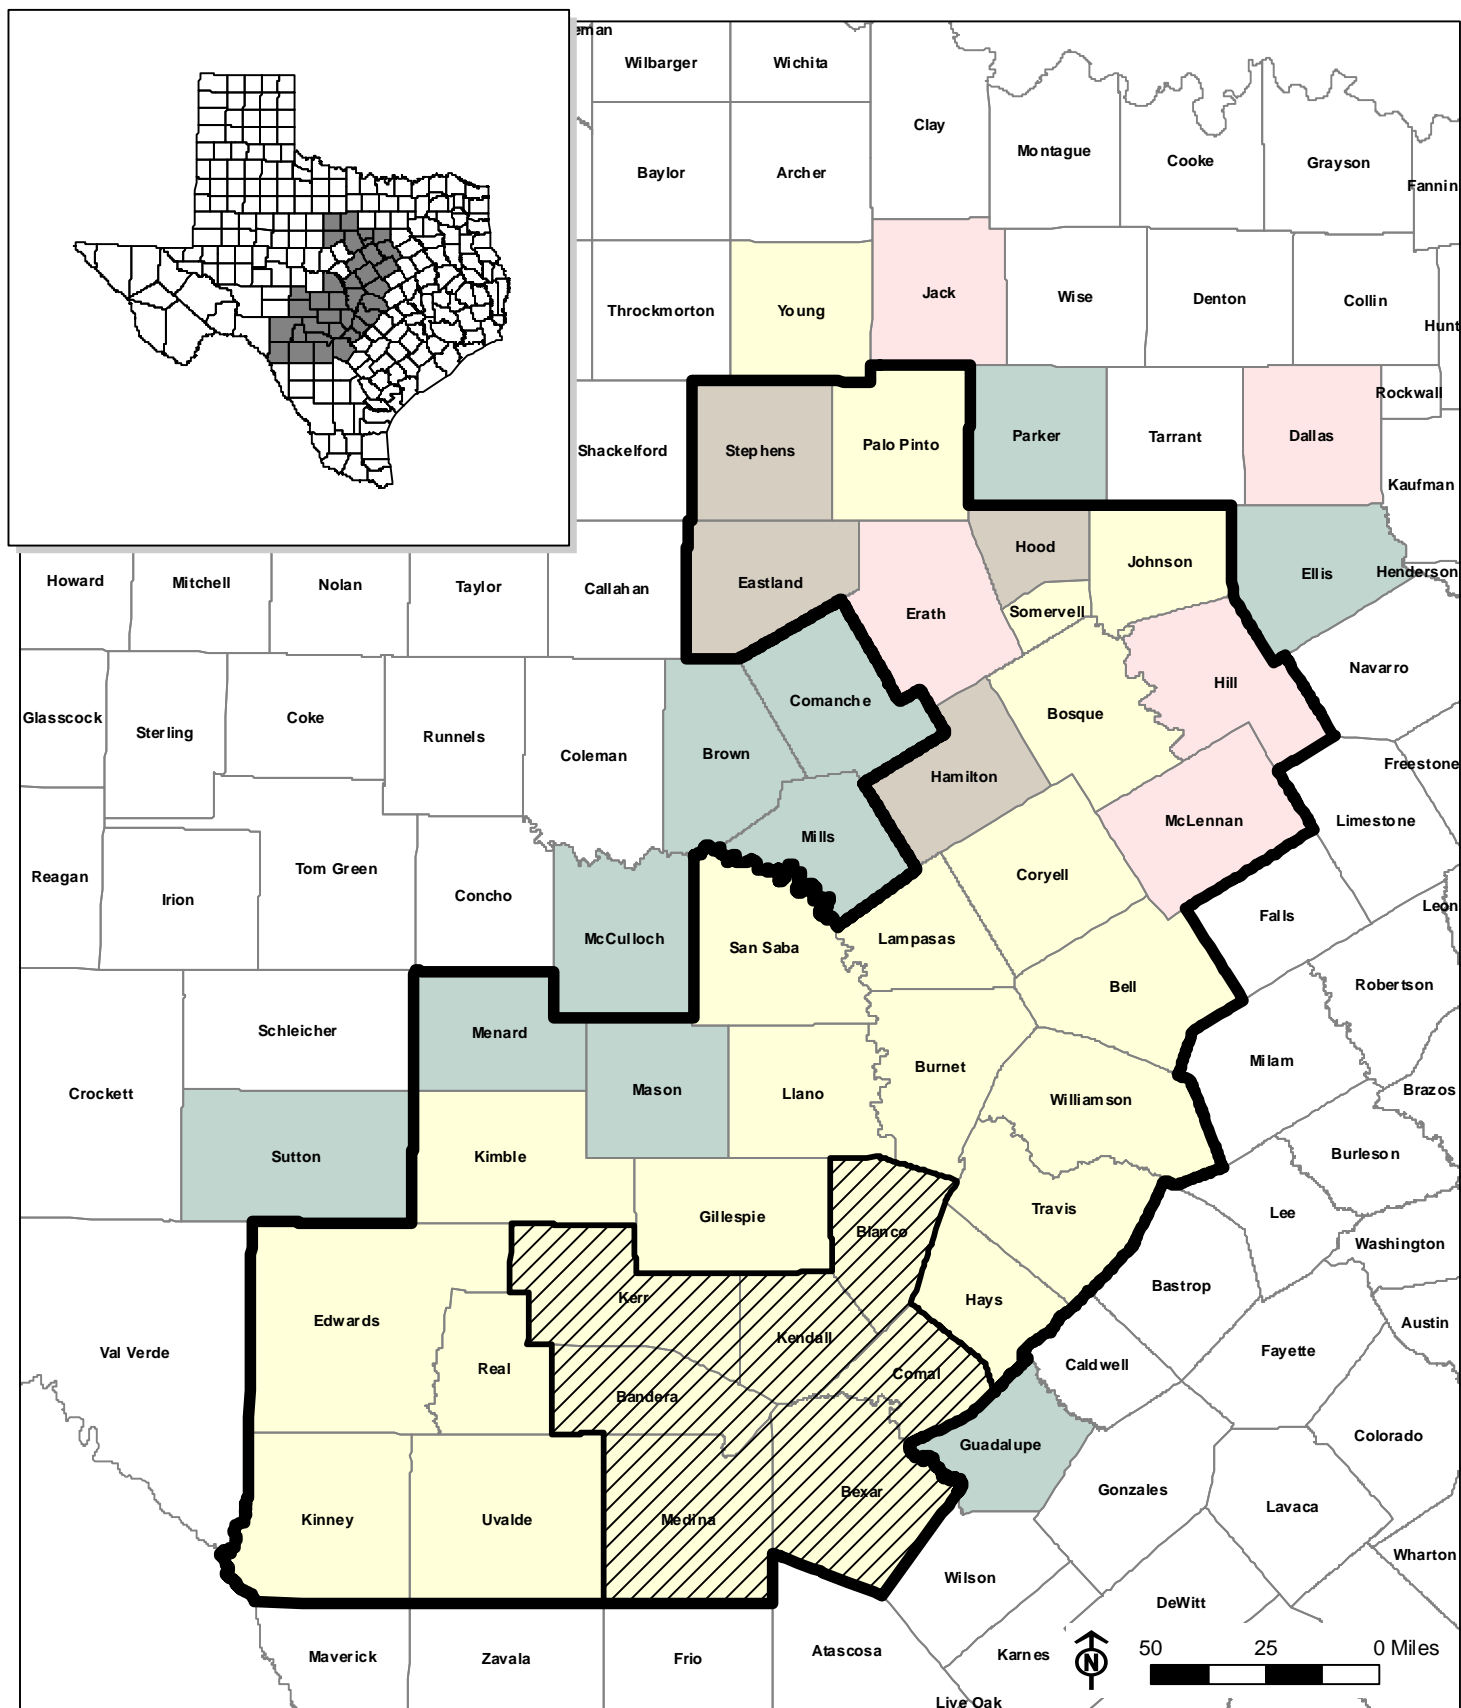 eman
Wilbarger
Wichita
Clay
Montague
Cooke
Grayson
Fannin
Baylor
Archer
Throckmorton
Young
Jack
Wise
Denton
Collin
Hunt
Rockwall
Shackelford
Stephens
Palo Pinto
Parker
Tarrant
Dallas
Kaufman
Howard
Mitchell
Nolan
Taylor
Callahan
Eastland
Erath
Hood
Somervell
Johnson
Ellis
Henderson
Glasscock
Sterling
Coke
Runnels
Coleman
Brown
Comanche
Hamilton
Bosque
Hill
Navarro
Freestone
Reagan
Irion
Tom Green
Concho
McCulloch
Mills
San Saba
Lampasas
Coryell
McLennan
Limestone
Falls
Leon
Bell
Robertson
Crockett
Schleicher
Menard
Mason
Llano
Burnet
Williamson
Milam
Brazos
Sutton
Kimble
Gillespie
Blanco
Travis
Burleson
Lee
Washington
Val Verde
Edwards
Real
Kerr
Kendall
Bandera
Comal
Hays
Bastrop
Caldwell
Fayette
Austin
Kinney
Uvalde
Medina
Bexar
Guadalupe
Gonzales
Lavaca
Colorado
Wharton
Wilson
DeWitt
Maverick
Zavala
Frio
Atascosa
Karnes
Live Oak
N
50 25 0 Miles